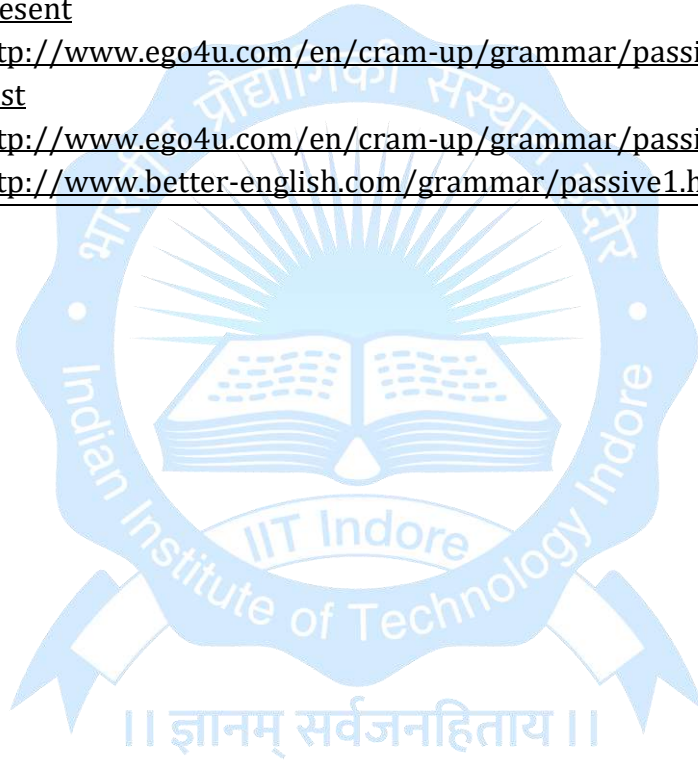 esent
tp://www.ego4u.com/en/cram-up/grammar/passi
st
tp://www.ego4u.com/en/cram-up/grammar/passi
tp://www.better-english.com/grammar/passive1.h
भारतीय प्रौद्योगिकी संस्थान इंदौर
Indian Institute of Technology Indore
IIT Indore
।। ज्ञानम् सर्वजनहिताय ।।